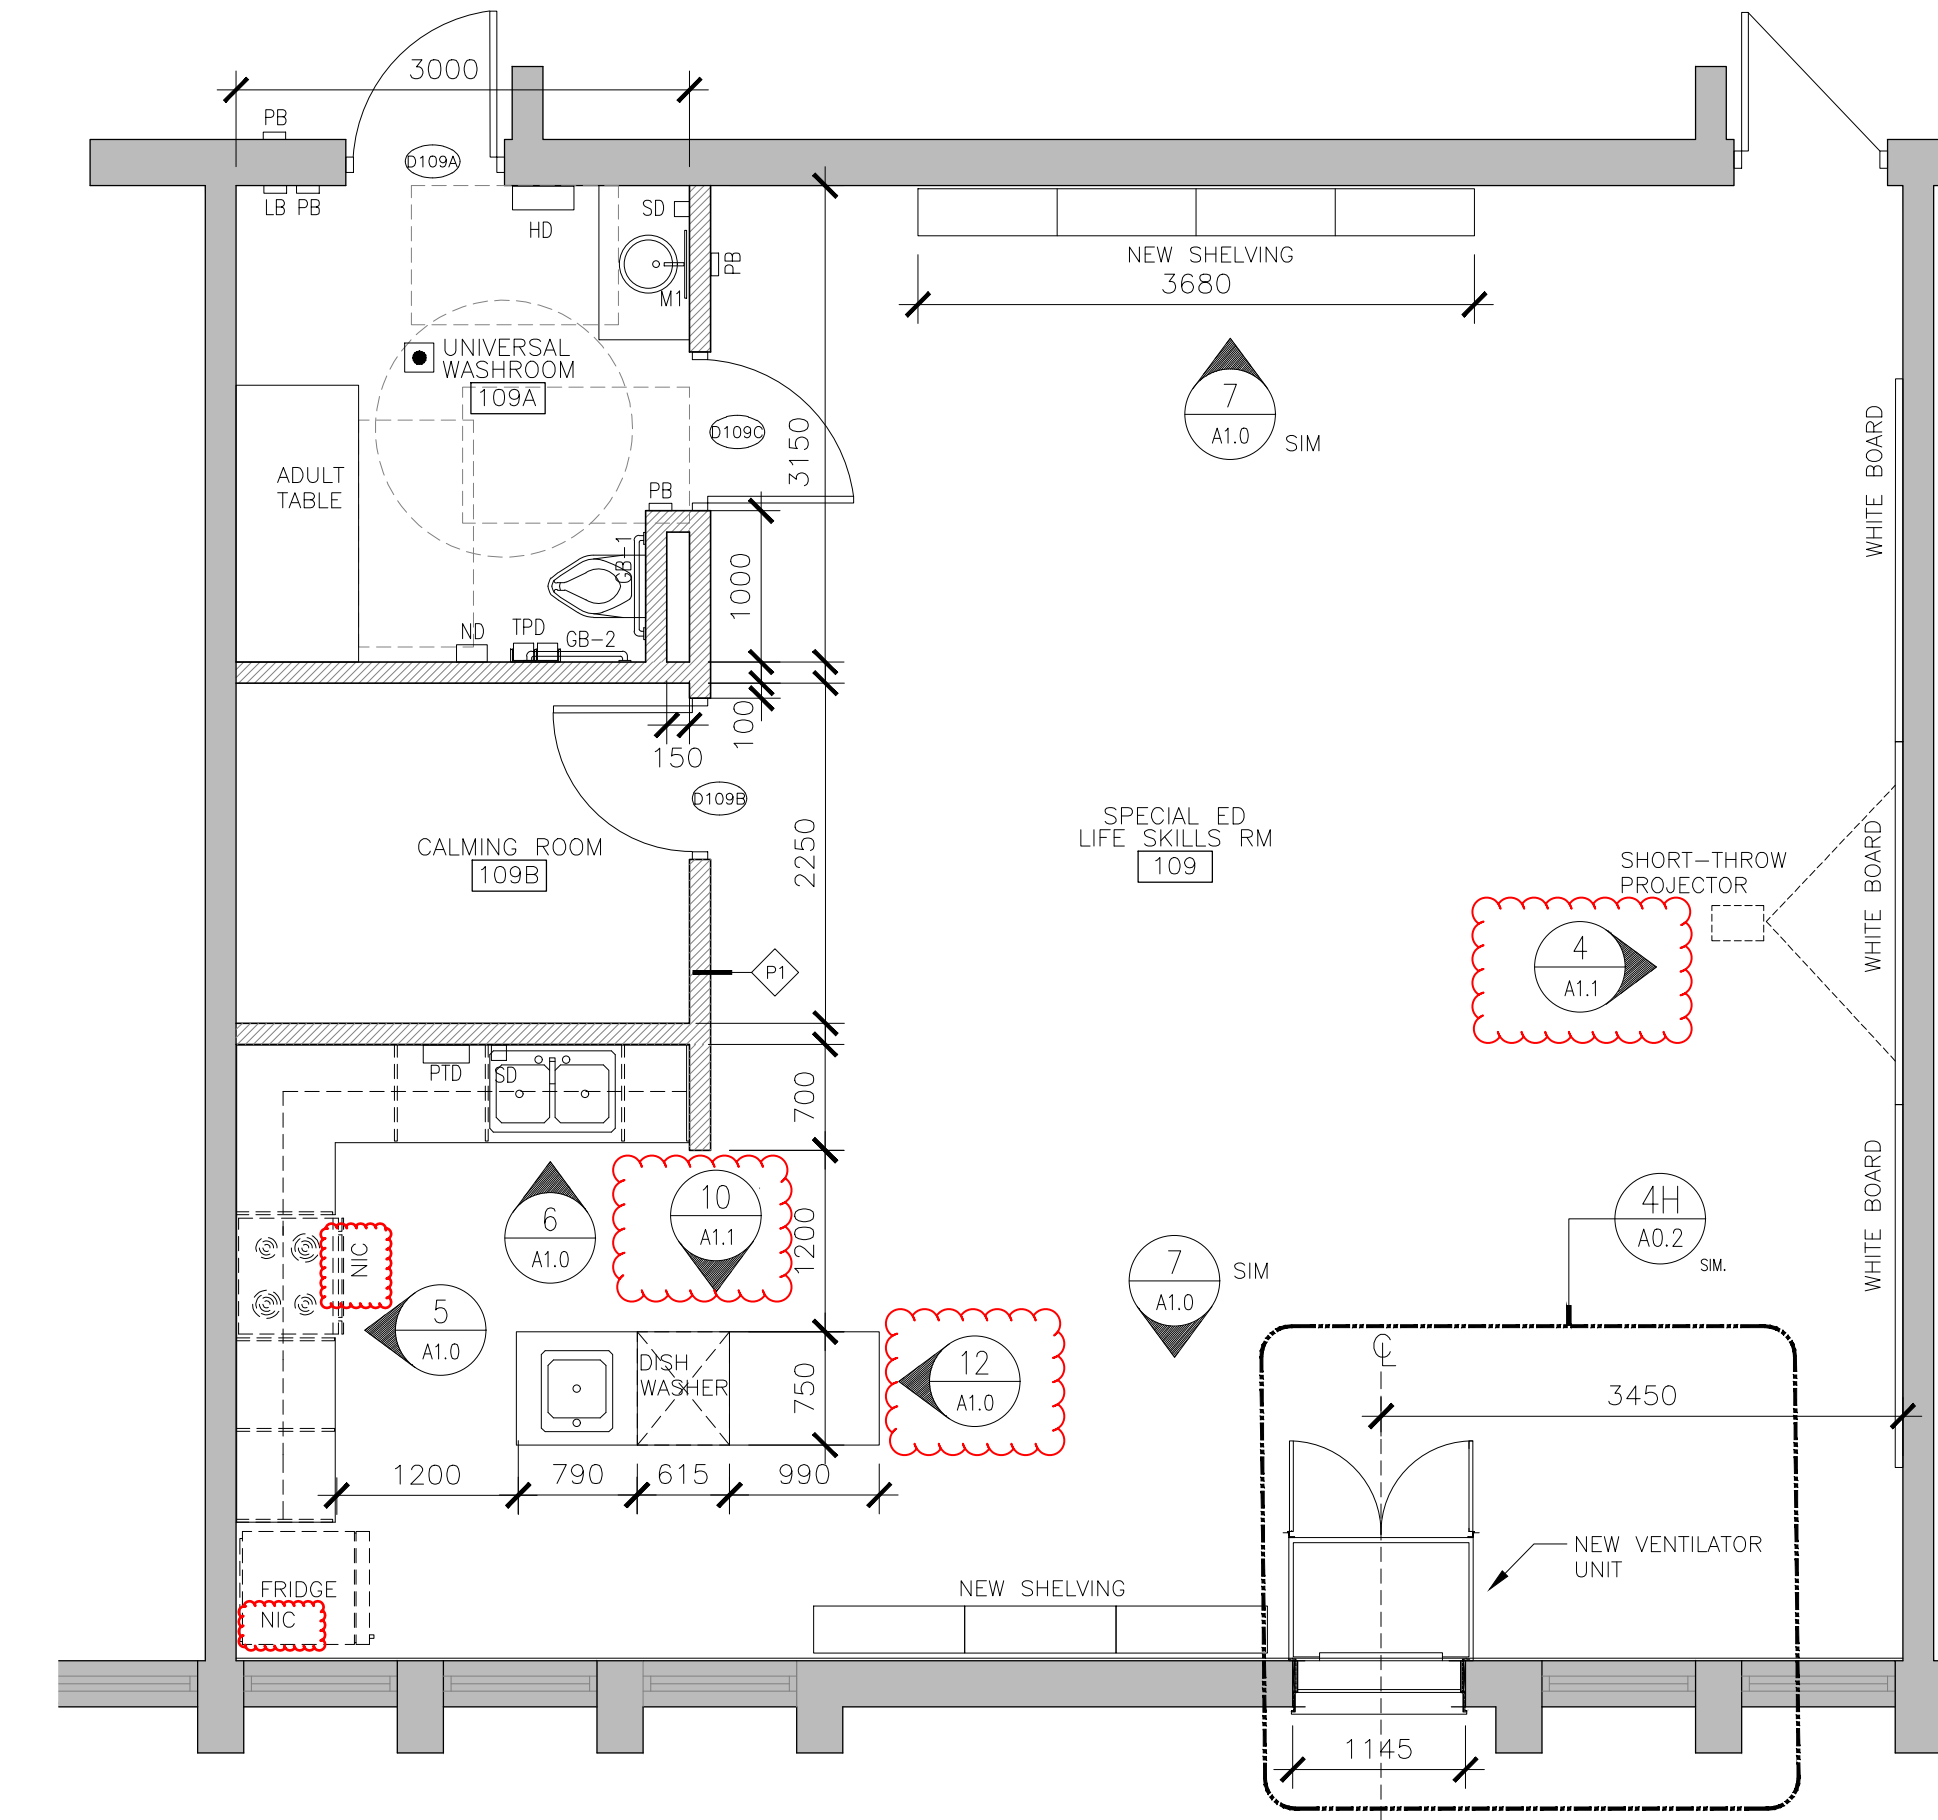 3000
PB
D109A
LB PB
HD
SD
PB
M1
NEW SHELVING
3680
UNIVERSAL
WASHROOM
109A
7
A1.0
SIM
D109C
3150
WHITE BOARD
ADULT
TABLE
PB
GB-1
1000
ND
TPD
GB-2
100
150
D109B
SPECIAL ED
LIFE SKILLS RM
109
CALMING ROOM
109B
2250
SHORT-THROW
PROJECTOR
WHITE BOARD
4
A1.1
P1
PTD
SD
700
WHITE BOARD
10
A1.1
6
A1.0
1200
4H
A0.2
SIM.
NIC
7
A1.0
SIM
5
A1.0
12
A1.0
DISH
WASHER
750
CL
3450
1200
790
615
990
NEW VENTILATOR
UNIT
FRIDGE
NIC
NEW SHELVING
1145